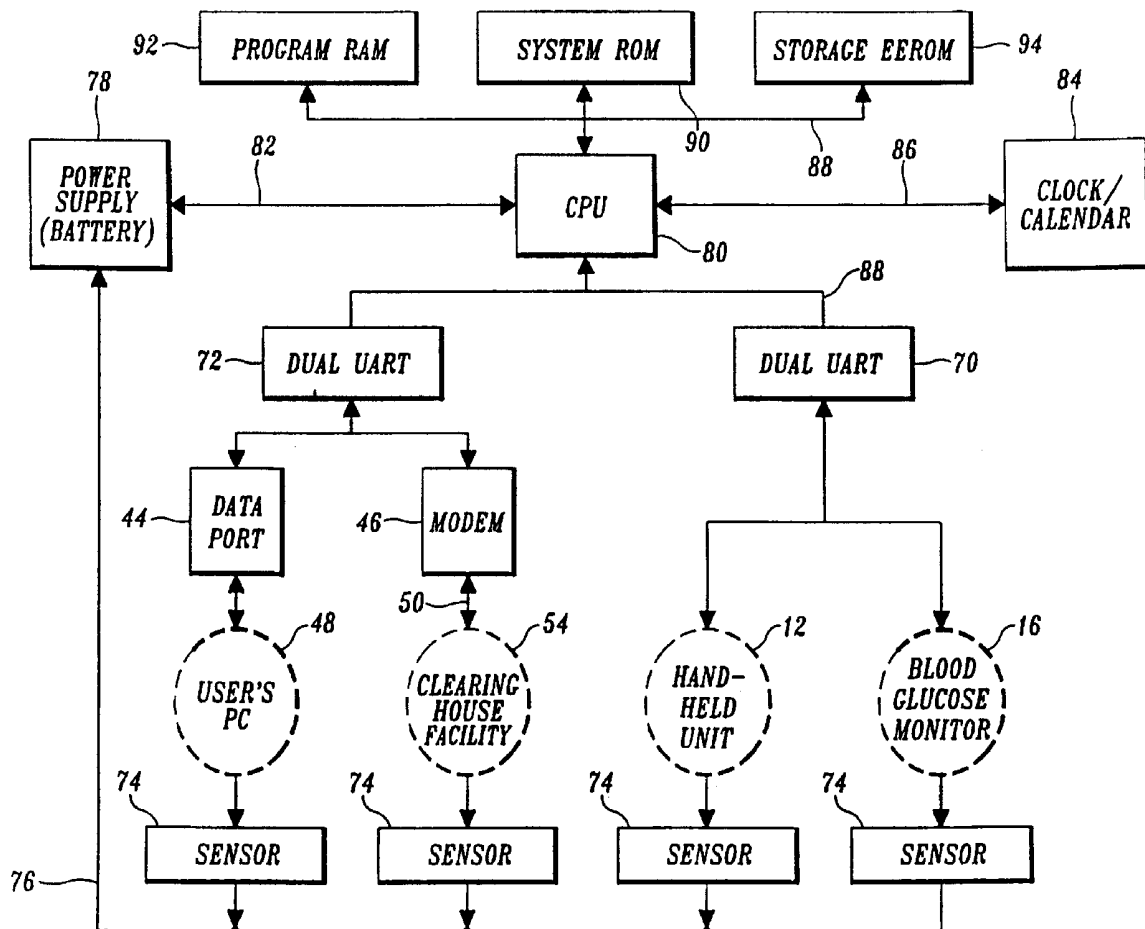 92
PROGRAM RAM
SYSTEM ROM
STORAGE EEROM
94
78
90
88
84
82
86
POWER
SUPPLY
(BATTERY)
CPU
CLOCK/
CALENDAR
80
88
72
DUAL UART
DUAL UART
70
44
DATA
PORT
46
MODEM
50
48
54
12
16
USER'S
PC
CLEARING
HOUSE
FACILITY
HAND-
HELD
UNIT
BLOOD
GLUCOSE
MONITOR
74
74
74
74
SENSOR
SENSOR
SENSOR
SENSOR
76